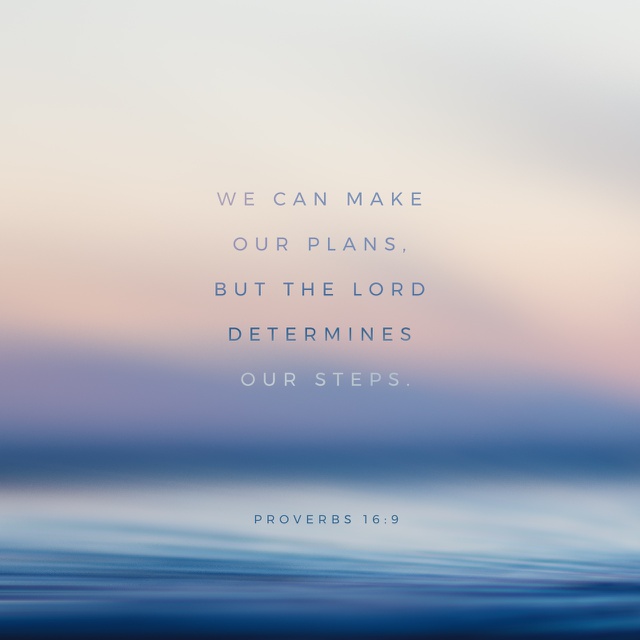 WE CAN MAKE
OUR PLANS,
BUT THE LORD
DETERMINES
OUR STEPS.
PROVERBS 16:9